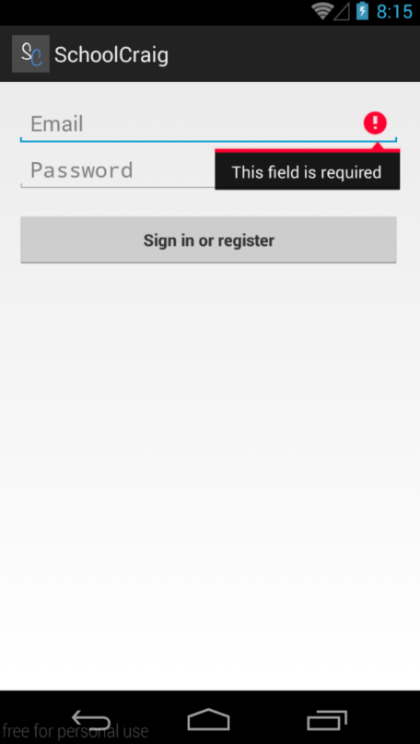 8:15
SC SchoolCraig
Email
Password
This field is required
Sign in or register
free for personal use